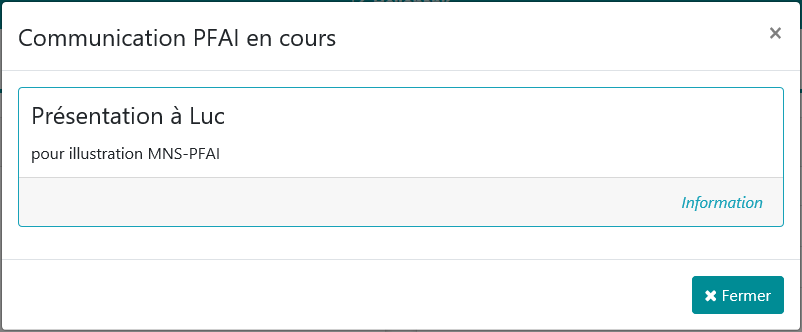 Communication PFAI en cours
×
Présentation à Luc
pour illustration MNS-PFAI
Information
✖ Fermer